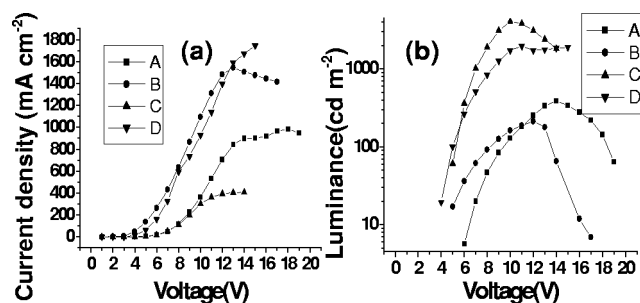 (a)
Current density (mA cm-2)
1800
1600
1400
1200
1000
800
600
400
200
0
A
B
C
D
0 2 4 6 8 10 12 14 16 18 20
Voltage(V)
(b)
Luminance(cd m-2)
1000
100
10
A
B
C
D
0 2 4 6 8 10 12 14 16 18 20
Voltage(V)